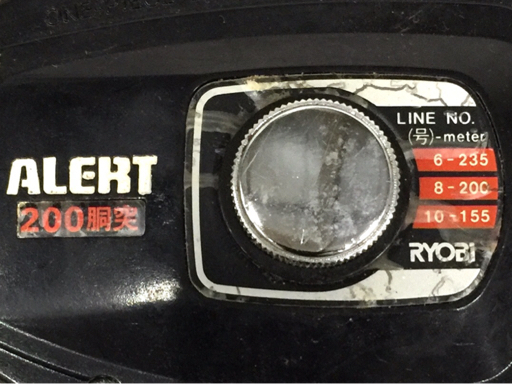 ALERT
200胴突
LINE NO.
(号)-meter
6-235
8-200
10-155
RYOBI